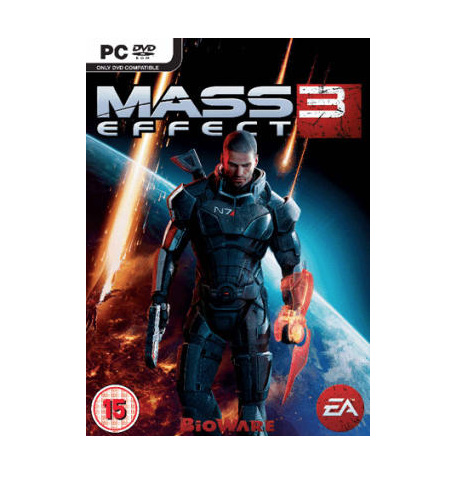 PC DVD
ROM
ONLY DVD COMPATIBLE
MASS 3
EFFECT
N7
15
BIOWARE
EA